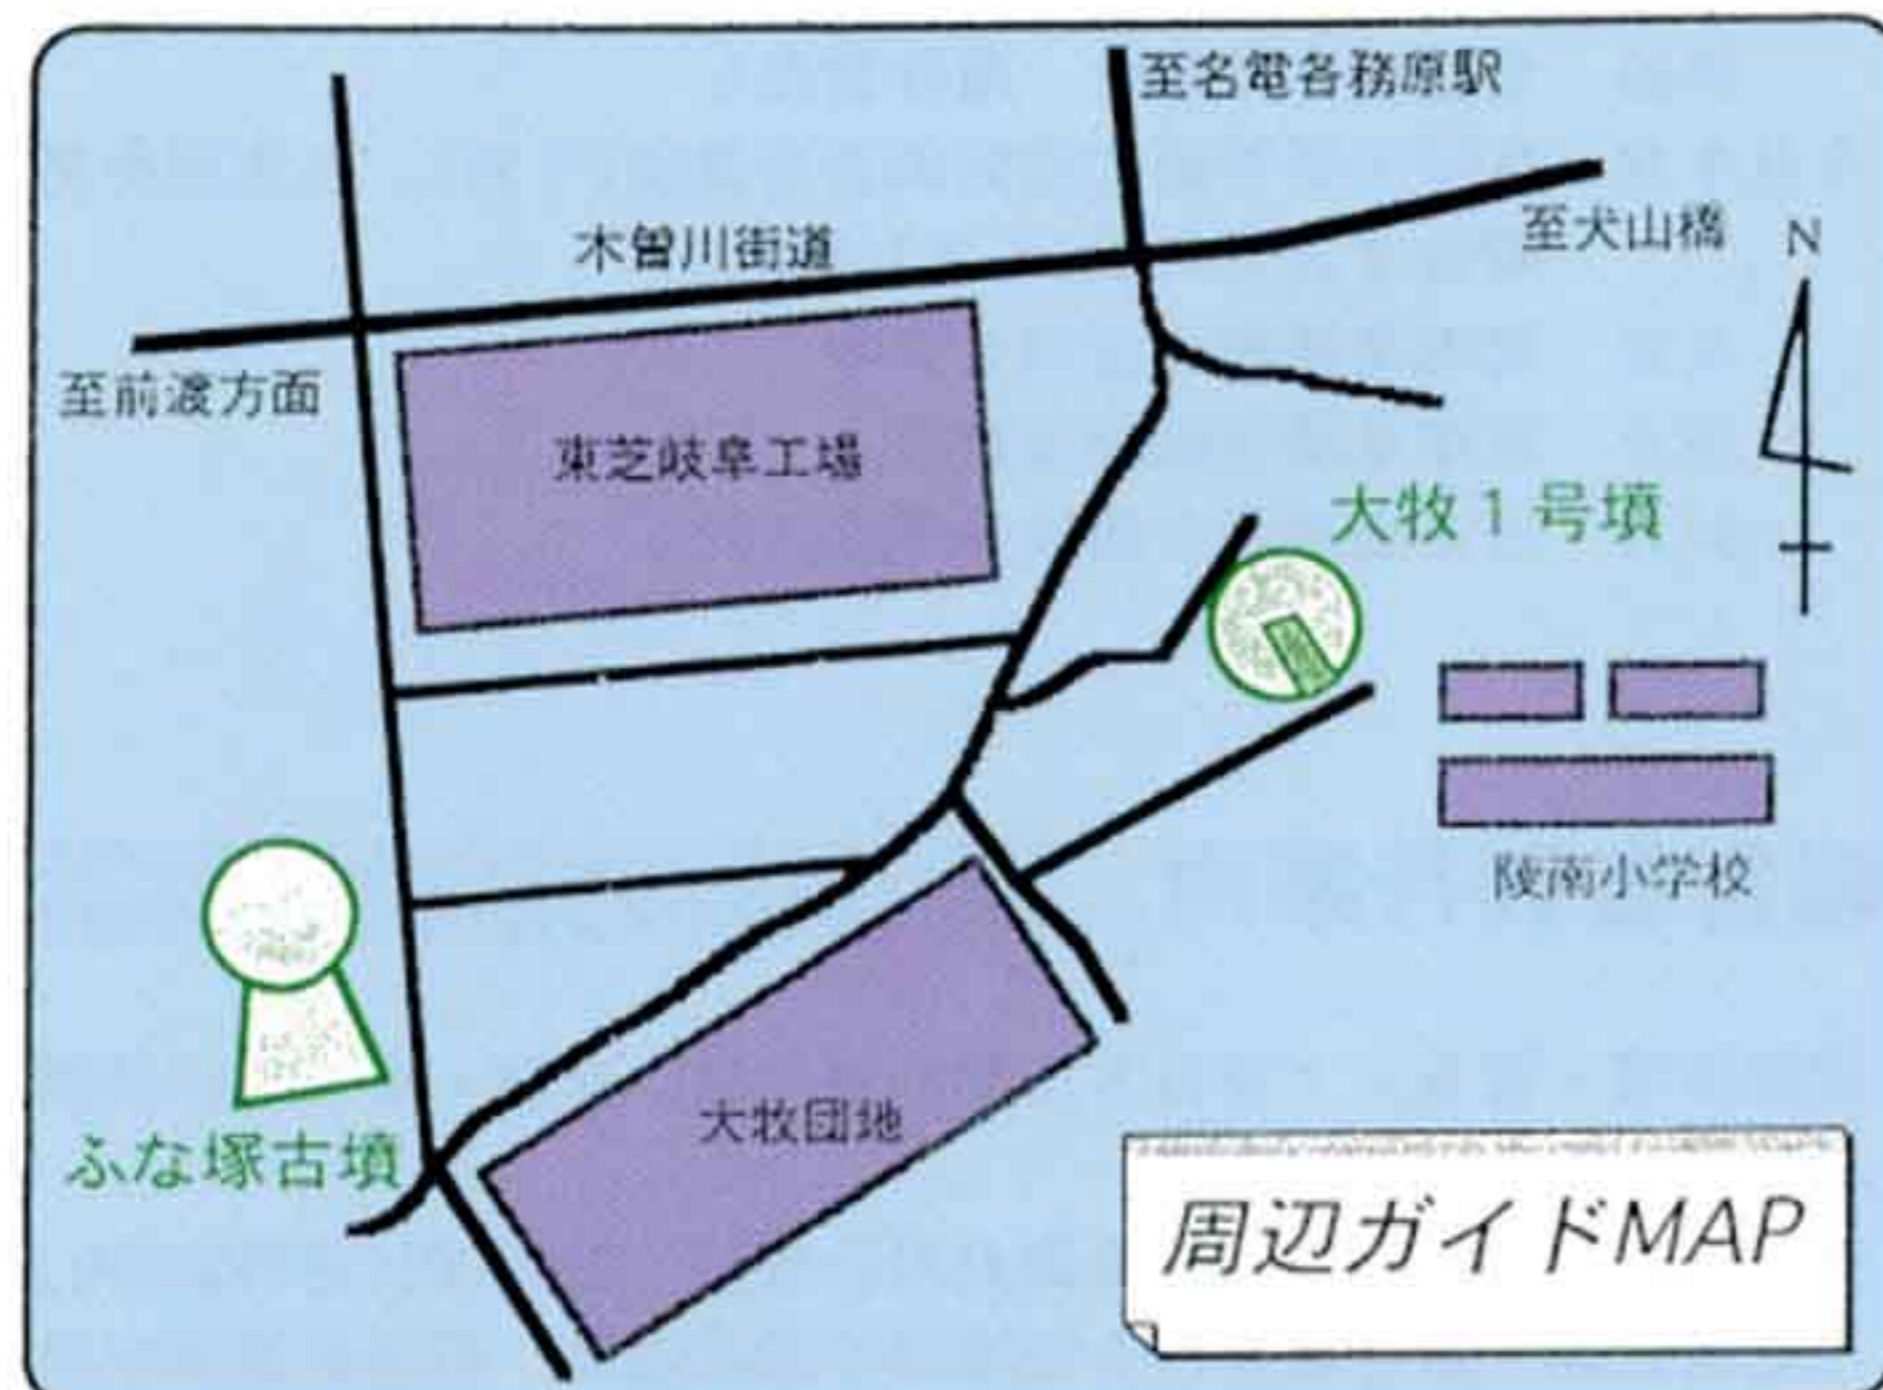 至名電各務原駅
木曽川街道
至犬山橋
N
至前渡方面
東芝岐阜工場
大牧1号墳
陵南小学校
大牧団地
ふな塚古墳
周辺ガイドMAP